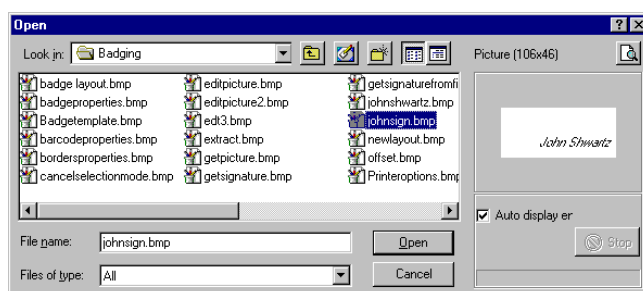 Open
Look in: Badging
Picture (106x46)
badge layout.bmp
badgeproperties.bmp
Badgetemplate.bmp
barcodeproperties.bmp
bordersproperties.bmp
cancelselectionmode.bmp
editpicture.bmp
editpicture2.bmp
edt3.bmp
extract.bmp
getpicture.bmp
getsignature.bmp
getsignaturefromfi
johnshwartz.bmp
johnsign.bmp
newlayout.bmp
offset.bmp
Printeroptions.bmp
John Shwartz
Auto display er
Stop
File name: johnsign.bmp Open
Files of type: All Cancel